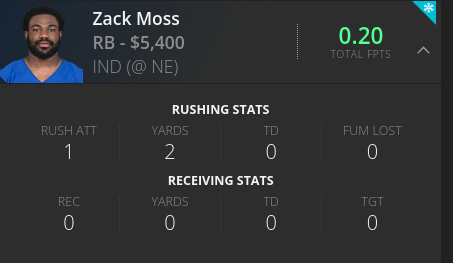 Zack Moss
RB - $5,400
IND (@ NE)
0.20
TOTAL FPTS
RUSHING STATS
RUSH ATT YARDS TD FUM LOST
1 2 0 0
RECEIVING STATS
REC YARDS TD TGT
0 0 0 0